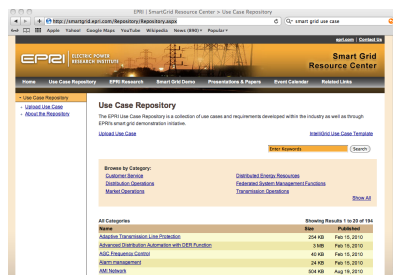 EPRI | SmartGrid Resource Center > Use Case Repository
http://smartgrid.epri.com/Repository/Repository.aspx
smart grid use case
Apple Yahoo! Google Maps YouTube Wikipedia News (890) Popular
epri.com | Contact Us
EPRI ELECTRIC POWER
RESEARCH INSTITUTE
Smart Grid
Resource Center
Home Use Case Repository EPRI Research Smart Grid Demo Presentations & Papers Event Calendar Related Links
Use Case Repository
Upload Use Case
About the Repository
Use Case Repository
The EPRI Use Case Repository is a collection of use cases and requirements developed within the industry as well as through
EPRI's smart grid demonstration initiative.
Upload Use Case IntelliGrid Use Case Template
Enter Keywords Search
Browse by Category:
Customer Service Distributed Energy Resources
Distribution Operations Federated System Management Functions
Market Operations Transmission Operations
Show All
All Categories Showing Results 1 to 20 of 194
Name Size Published
Adaptive Transmission Line Protection 254 KB Feb 15, 2010
Advanced Distribution Automation with DER Function 3 MB Feb 15, 2010
AGC Frequency Control 40 KB Feb 15, 2010
Alarm management 24 KB Feb 15, 2010
AMI Network 504 KB Aug 19, 2010